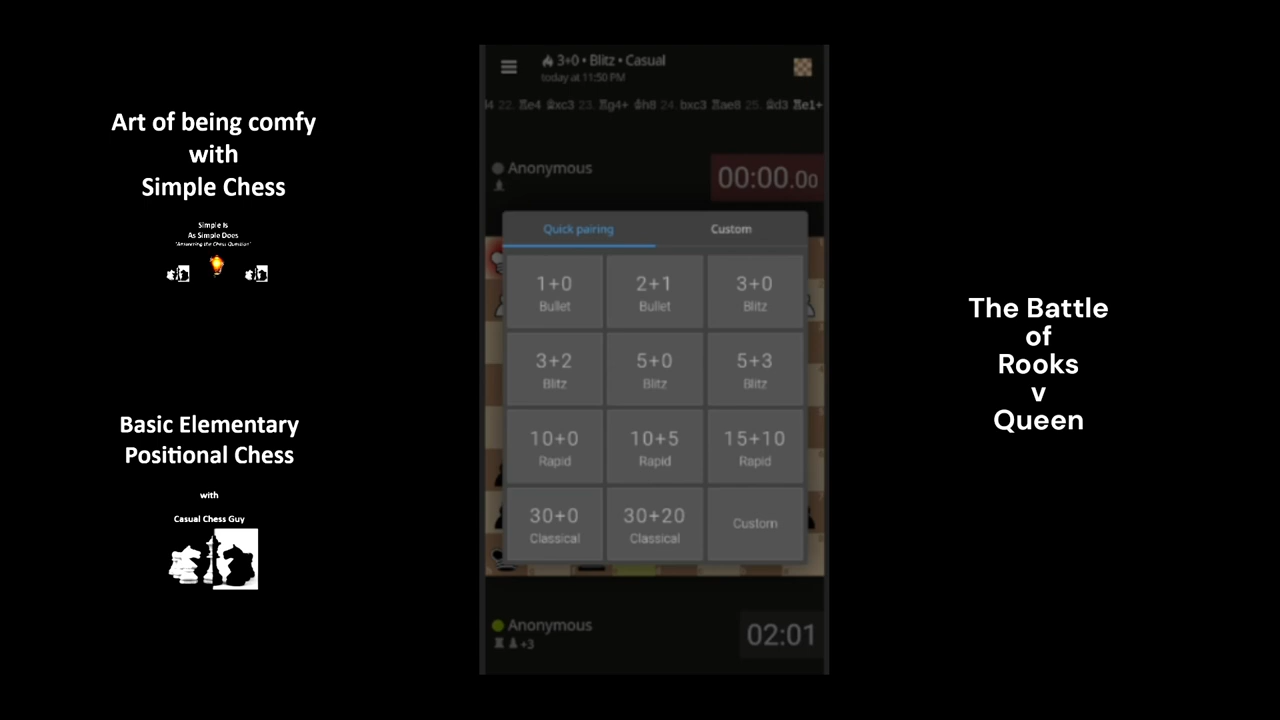 Art of being comfy
with
Simple Chess
Simple Is
As Simple Does
"Answering the Chess Question"
Basic Elementary
Positional Chess
with
Casual Chess Guy
3+0 • Blitz • Casual
today at 11:50 PM
22. ♖e4 ♗xc3 23. ♖g4+ ♔h8 24. bxc3 ♖ae8 25. ♗d3 ♖e1+
Anonymous
00:00.00
Quick pairing Custom
1+0 2+1 3+0
Bullet Bullet Blitz
3+2 5+0 5+3
Blitz Blitz Blitz
10+0 10+5 15+10
Rapid Rapid Rapid
30+0 30+20 Custom
Classical Classical
Anonymous
+3
02:01
The Battle
of
Rooks
v
Queen